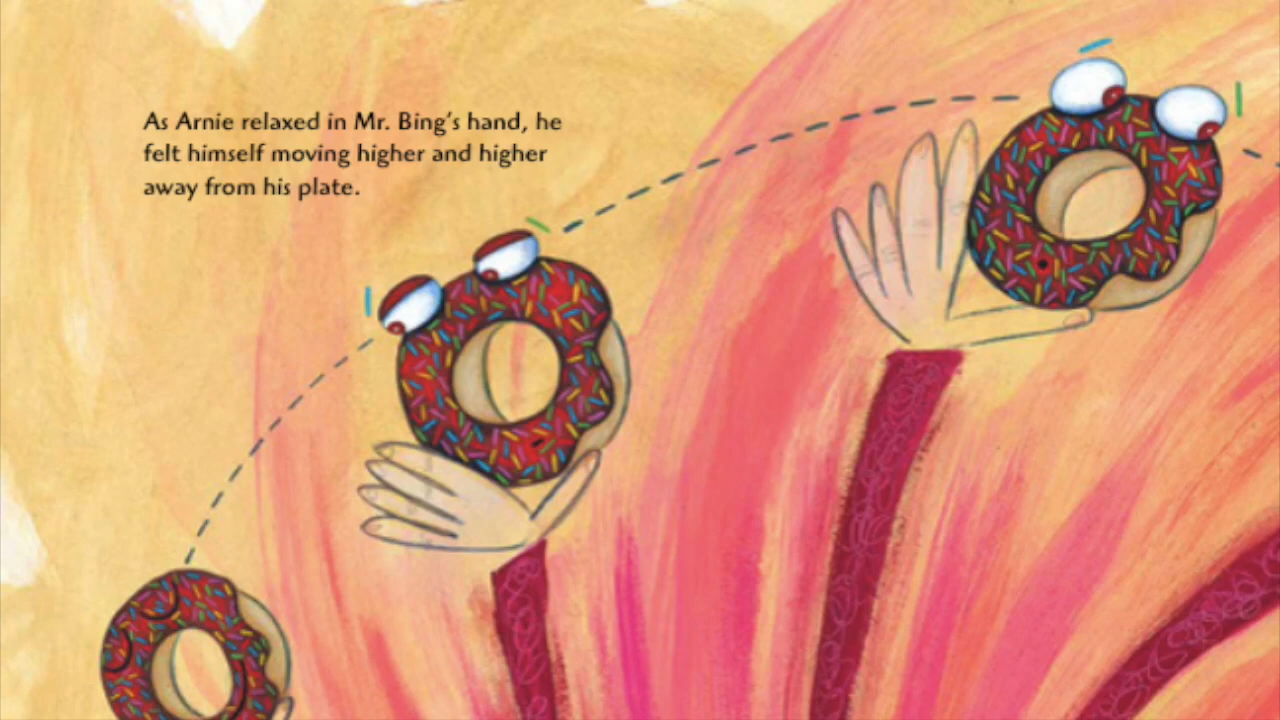 As Arnie relaxed in Mr. Bing's hand, he
felt himself moving higher and higher
away from his plate.